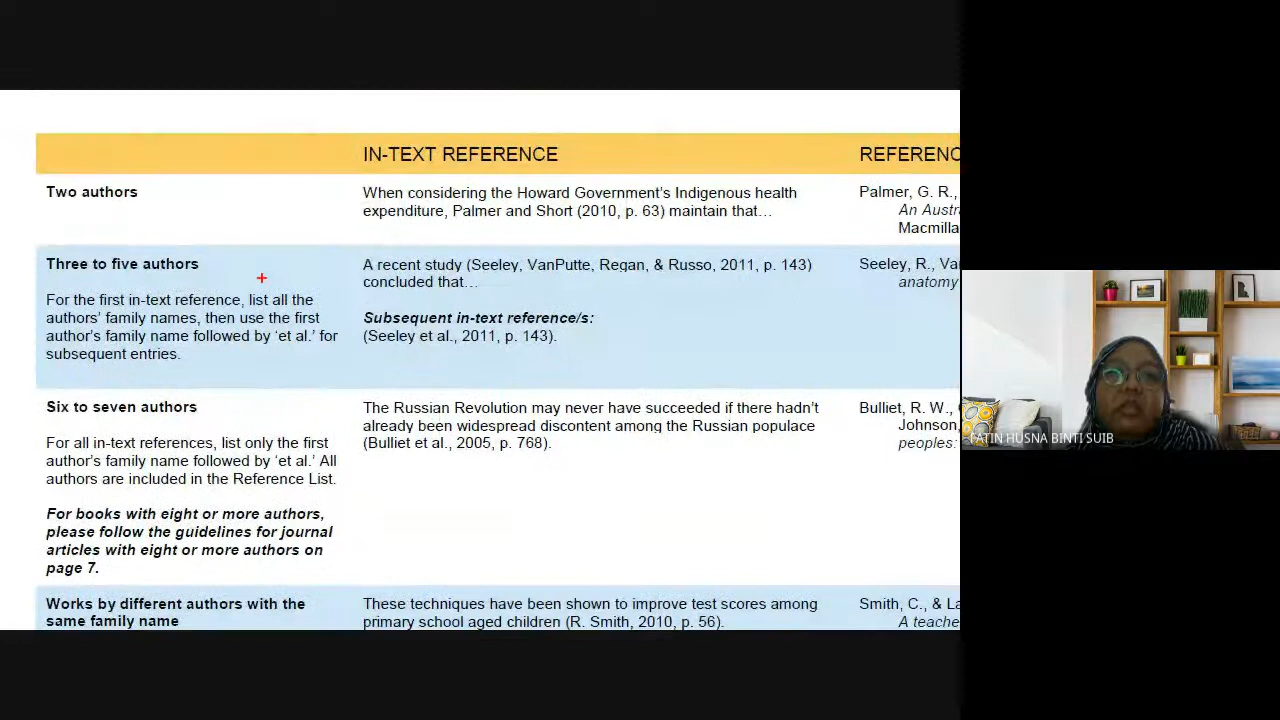 IN-TEXT REFERENCE REFERENC
Two authors
When considering the Howard Government's Indigenous health
expenditure, Palmer and Short (2010, p. 63) maintain that…
Palmer, G. R.,
An Austra
Macmilla
Three to five authors
For the first in-text reference, list all the
authors' family names, then use the first
author's family name followed by 'et al.' for
subsequent entries.
A recent study (Seeley, VanPutte, Regan, & Russo, 2011, p. 143)
concluded that…
Subsequent in-text reference/s:
(Seeley et al., 2011, p. 143).
Seeley, R., Van
anatomy
Six to seven authors
For all in-text references, list only the first
author's family name followed by 'et al.' All
authors are included in the Reference List.
For books with eight or more authors,
please follow the guidelines for journal
articles with eight or more authors on
page 7.
The Russian Revolution may never have succeeded if there hadn't
already been widespread discontent among the Russian populace
(Bulliet et al., 2005, p. 768).
Bulliet, R. W.,
Johnson,
peoples:
Works by different authors with the
same family name
These techniques have been shown to improve test scores among
primary school aged children (R. Smith, 2010, p. 56).
Smith, C., & La
A teache
FATIN HUSNA BINTI SUIB